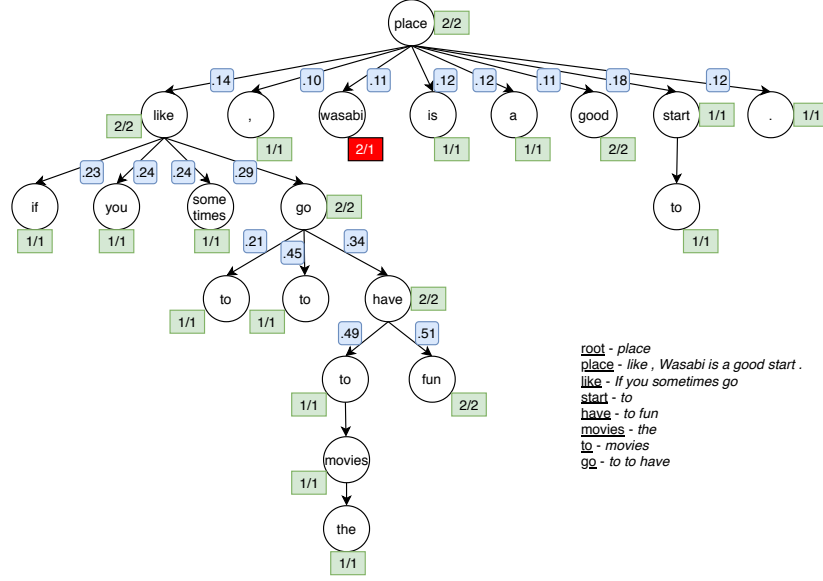 place 2/2
.14 .10 .11 .12 .12 .11 .18 .12
like , wasabi is a good start .
2/2 1/1 2/1 1/1 1/1 2/2 1/1 1/1
.23 .24 .24 .29
if you some times go to
1/1 1/1 1/1 2/2 1/1
.21 .45 .34
to to have
1/1 1/1 2/2
.49 .51
to fun
1/1 2/2
movies
1/1
the
1/1
root - place
place - like , Wasabi is a good start .
like - If you sometimes go
start - to
have - to fun
movies - the
to - movies
go - to to have